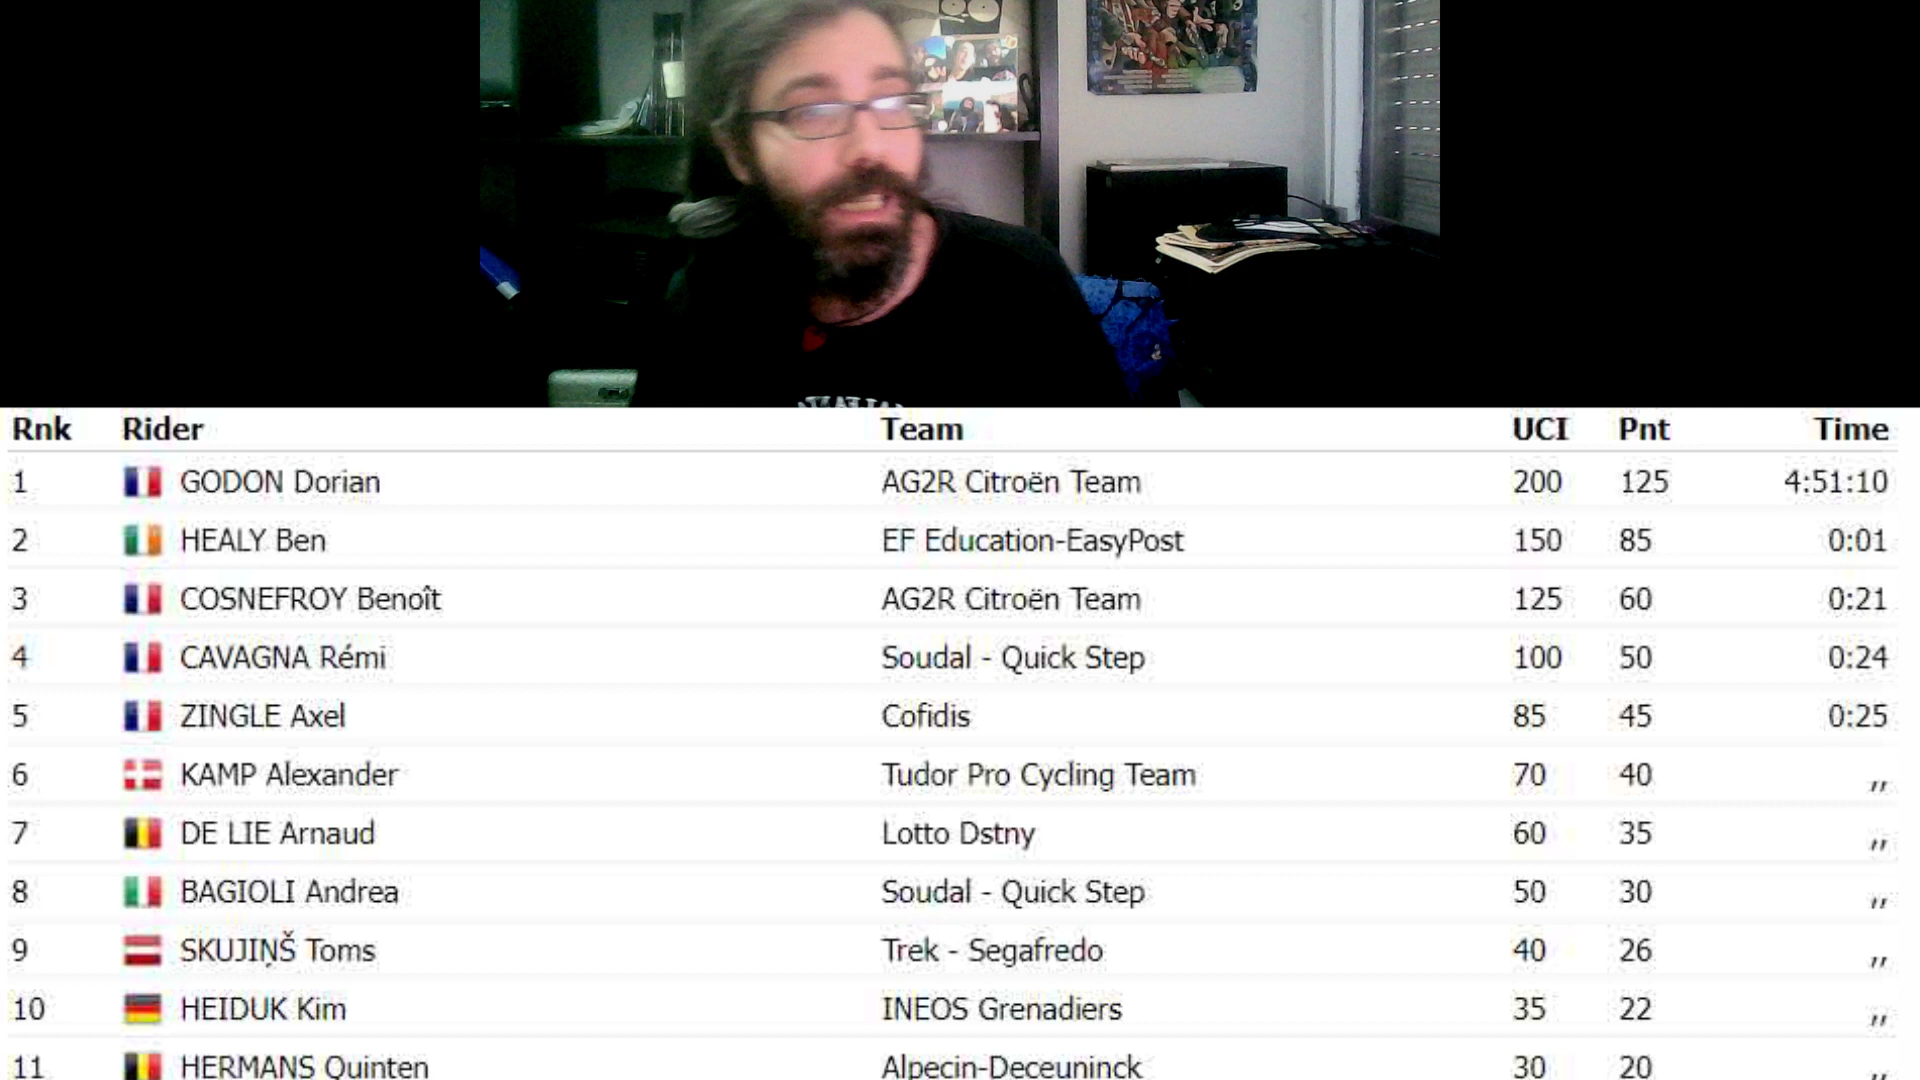 Rnk Rider Team UCI Pnt Time
1 GODON Dorian AG2R Citroën Team 200 125 4:51:10
2 HEALY Ben EF Education-EasyPost 150 85 0:01
3 COSNEFROY Benoît AG2R Citroën Team 125 60 0:21
4 CAVAGNA Rémi Soudal - Quick Step 100 50 0:24
5 ZINGLE Axel Cofidis 85 45 0:25
6 KAMP Alexander Tudor Pro Cycling Team 70 40 ,,
7 DE LIE Arnaud Lotto Dstny 60 35 ,,
8 BAGIOLI Andrea Soudal - Quick Step 50 30 ,,
9 SKUJIŅŠ Toms Trek - Segafredo 40 26 ,,
10 HEIDUK Kim INEOS Grenadiers 35 22 ,,
11 HERMANS Quinten Alpecin-Deceuninck 30 20 ,,